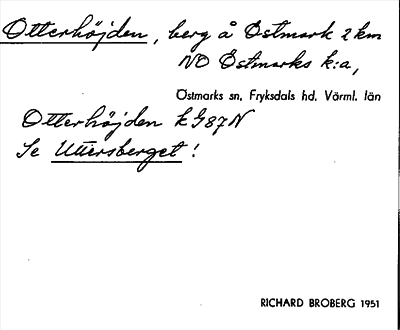 Otterhöjden, berg å Östmark 2 km
NO Östmarks k:a,
Östmarks sn, Fryksdals hd. Värml. län
Otterhöjden k G87N
Se Uttersberget!
RICHARD BROBERG 1951